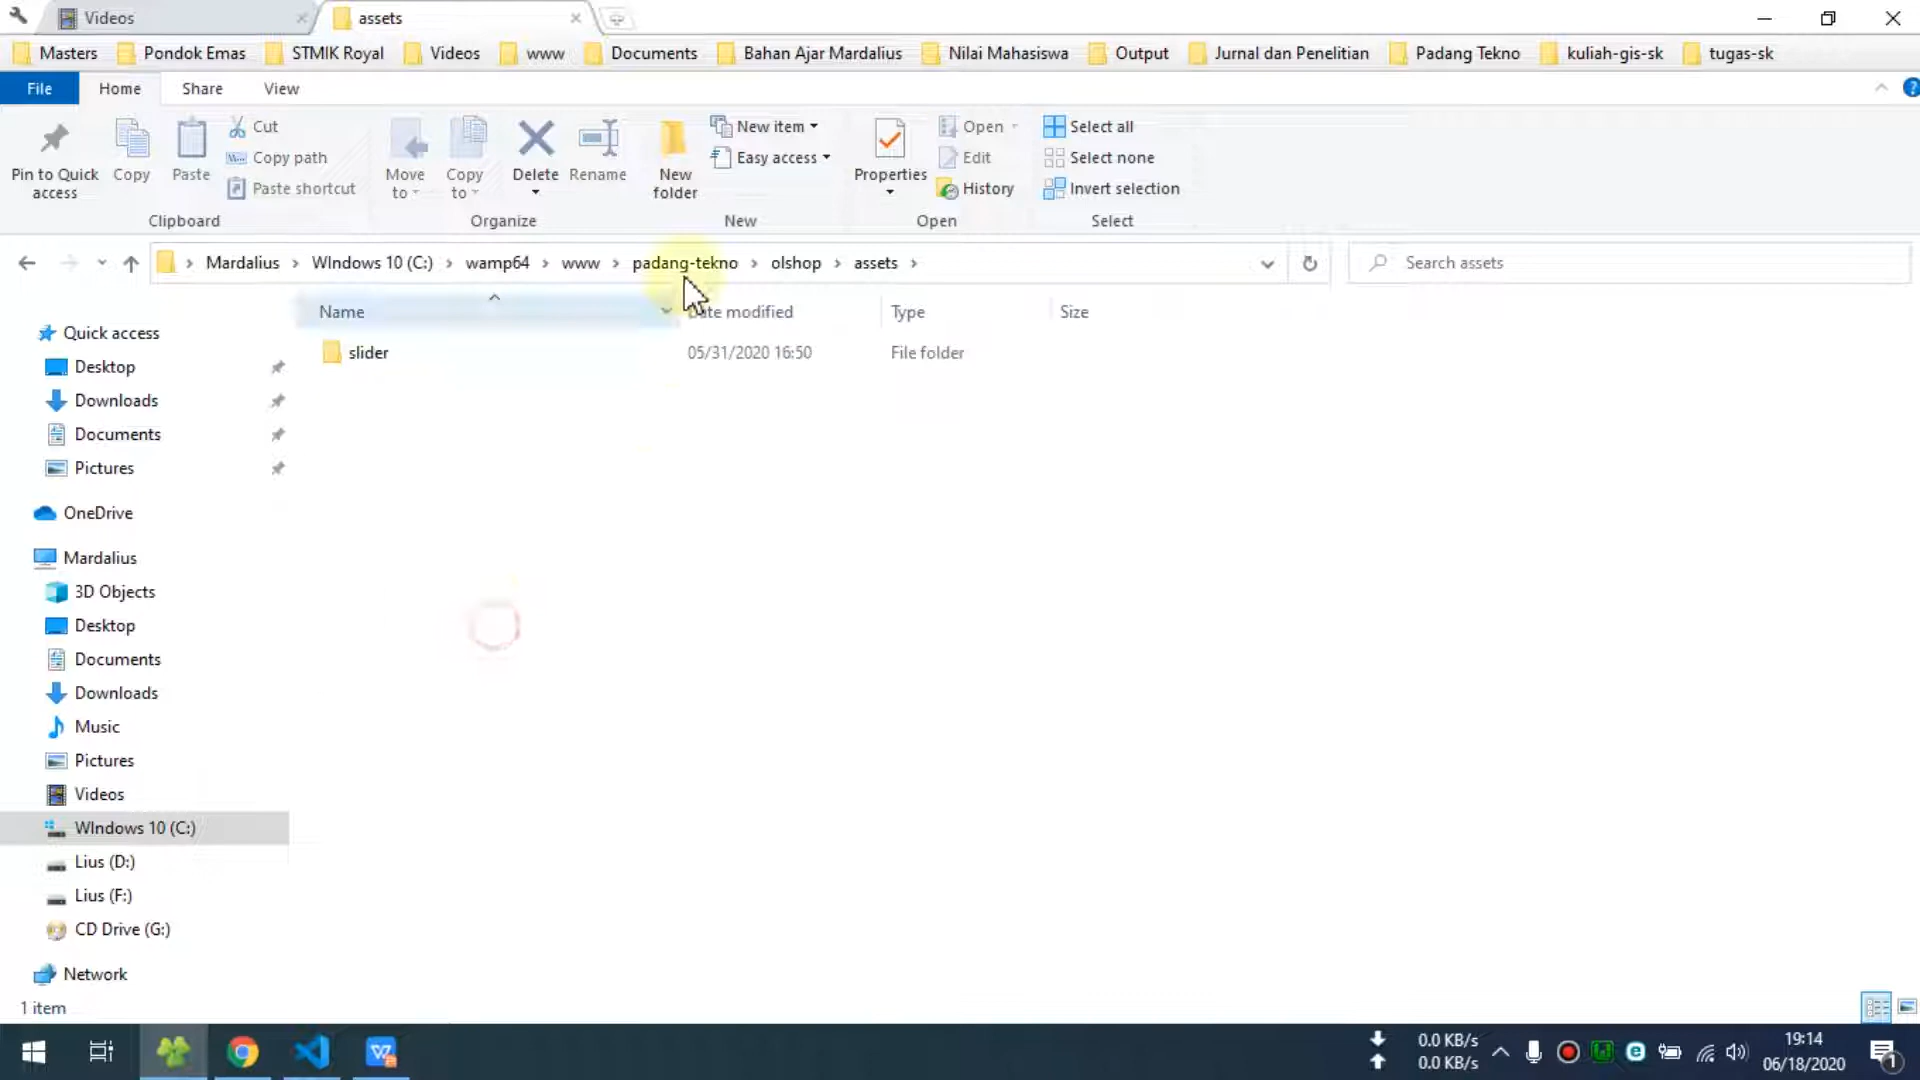 Videos
assets
Masters Pondok Emas STMIK Royal Videos www Documents Bahan Ajar Mardalius Nilai Mahasiswa Output Jurnal dan Penelitian Padang Tekno kuliah-gis-sk tugas-sk
File Home Share View
Pin to Quick access
Copy
Paste
Cut
Copy path
Paste shortcut
Clipboard
Move to
Copy to
Delete
Rename
Organize
New folder
New item
Easy access
New
Properties
Open
Edit
History
Open
Select all
Select none
Invert selection
Select
Mardalius > WIndows 10 (C:) > wamp64 > www > padang-tekno > olshop > assets >
Search assets
Name Date modified Type Size
slider 05/31/2020 16:50 File folder
Quick access
Desktop
Downloads
Documents
Pictures
OneDrive
Mardalius
3D Objects
Desktop
Documents
Downloads
Music
Pictures
Videos
WIndows 10 (C:)
Lius (D:)
Lius (F:)
CD Drive (G:)
Network
1 item
0.0 KB/s
0.0 KB/s
19:14
06/18/2020
1